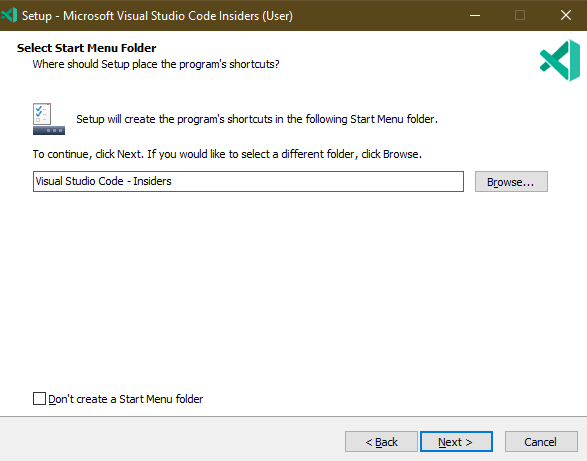 Setup - Microsoft Visual Studio Code Insiders (User)
Select Start Menu Folder
Where should Setup place the program's shortcuts?
Setup will create the program's shortcuts in the following Start Menu folder.
To continue, click Next. If you would like to select a different folder, click Browse.
Visual Studio Code - Insiders
Browse...
Don't create a Start Menu folder
< Back
Next >
Cancel